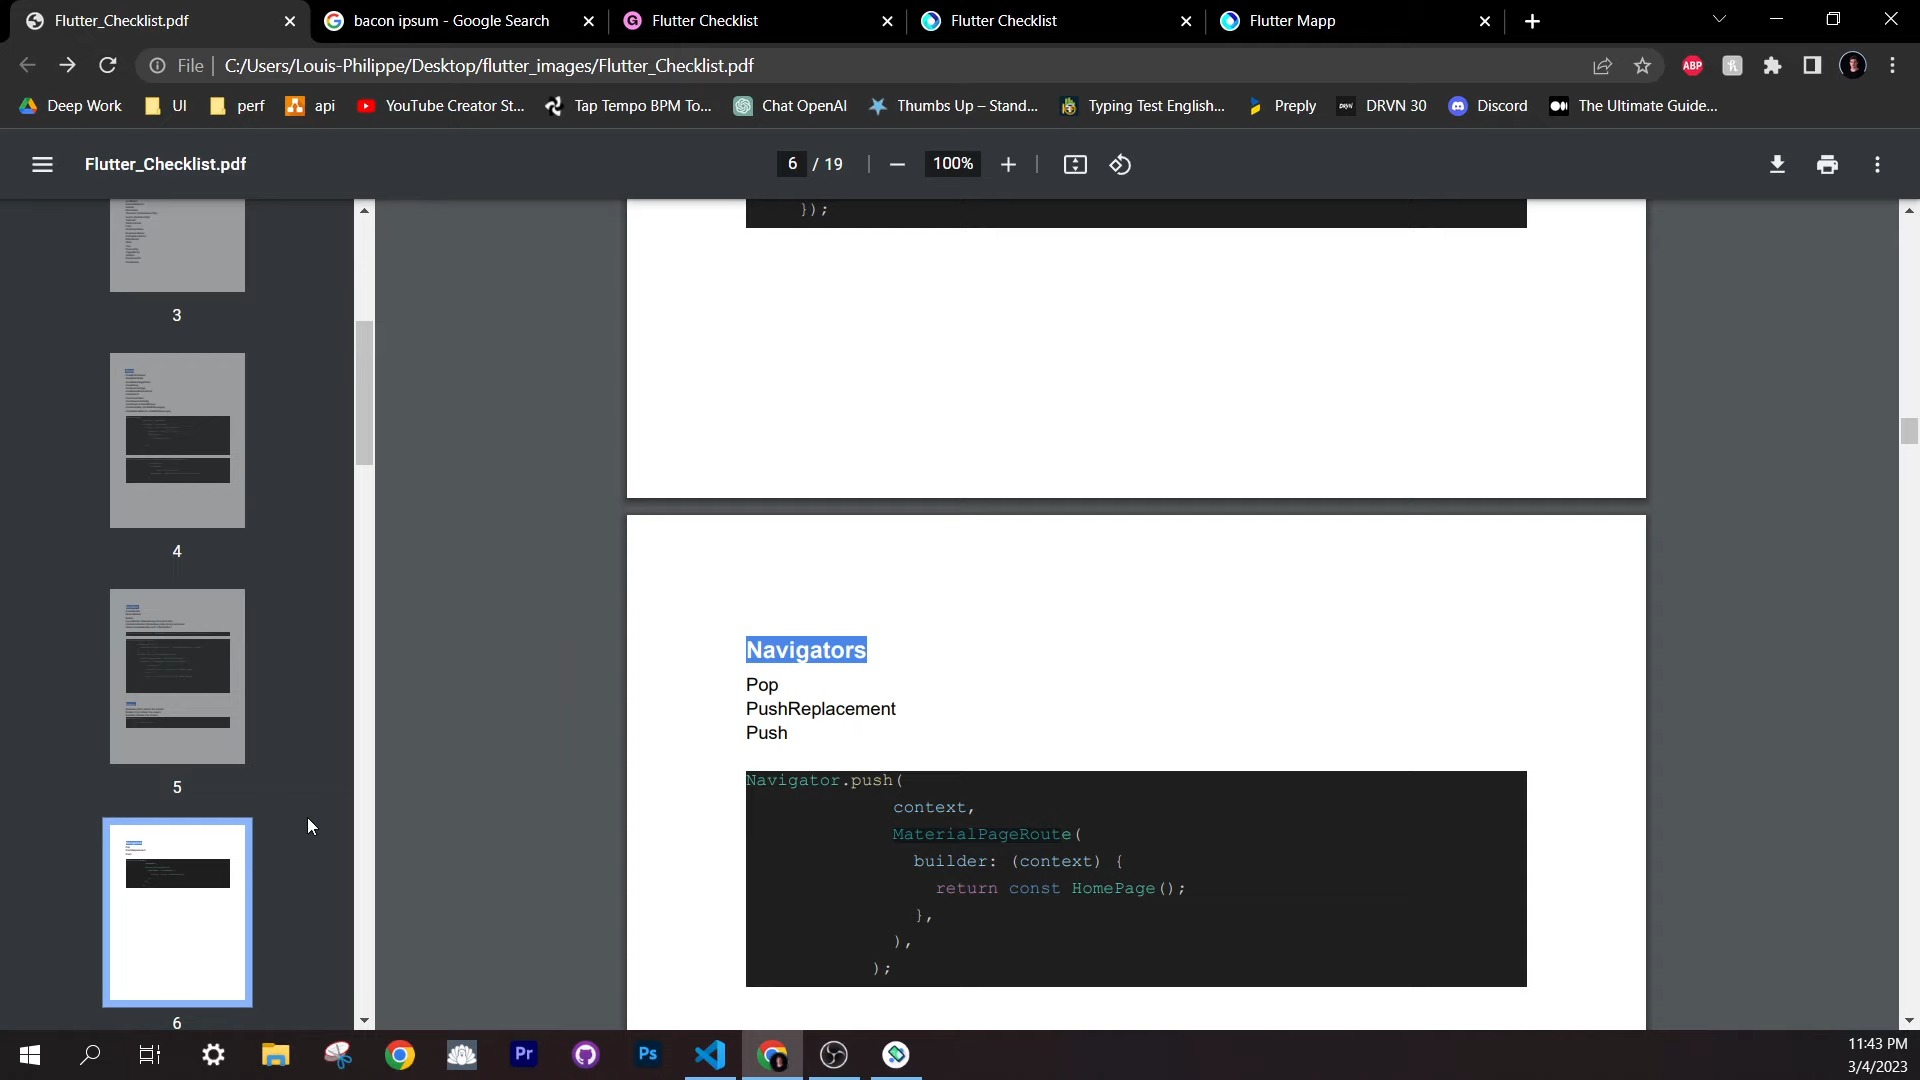 Flutter_Checklist.pdf
bacon ipsum - Google Search
Flutter Checklist
Flutter Checklist
Flutter Mapp
File
C:/Users/Louis-Philippe/Desktop/flutter_images/Flutter_Checklist.pdf
ABP
Deep Work
UI
perf
api
YouTube Creator St...
Tap Tempo BPM To...
Chat OpenAI
Thumbs Up – Stand...
Typing Test English...
Preply
DRVN 30
Discord
The Ultimate Guide...
Flutter_Checklist.pdf
6 / 19
100%
3
4
5
6
});
Navigators
Pop
PushReplacement
Push
Navigator.push(
context,
MaterialPageRoute(
builder: (context) {
return const HomePage();
},
),
);
Pr
Ps
11:43 PM
3/4/2023